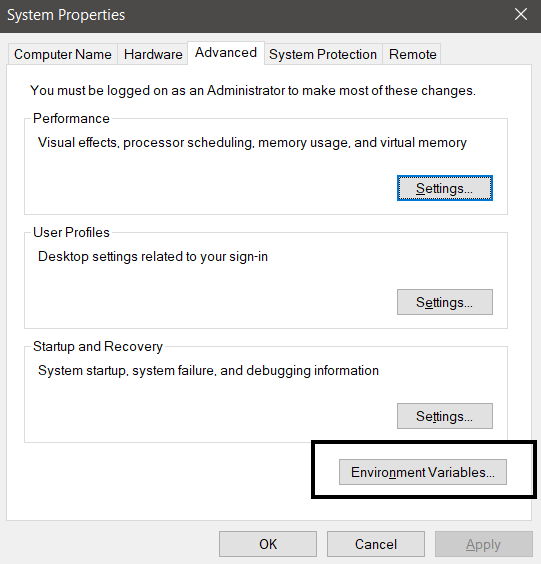 System Properties
Computer Name Hardware Advanced System Protection Remote
You must be logged on as an Administrator to make most of these changes.
Performance
Visual effects, processor scheduling, memory usage, and virtual memory
Settings...
User Profiles
Desktop settings related to your sign-in
Settings...
Startup and Recovery
System startup, system failure, and debugging information
Settings...
Environment Variables...
OK Cancel Apply